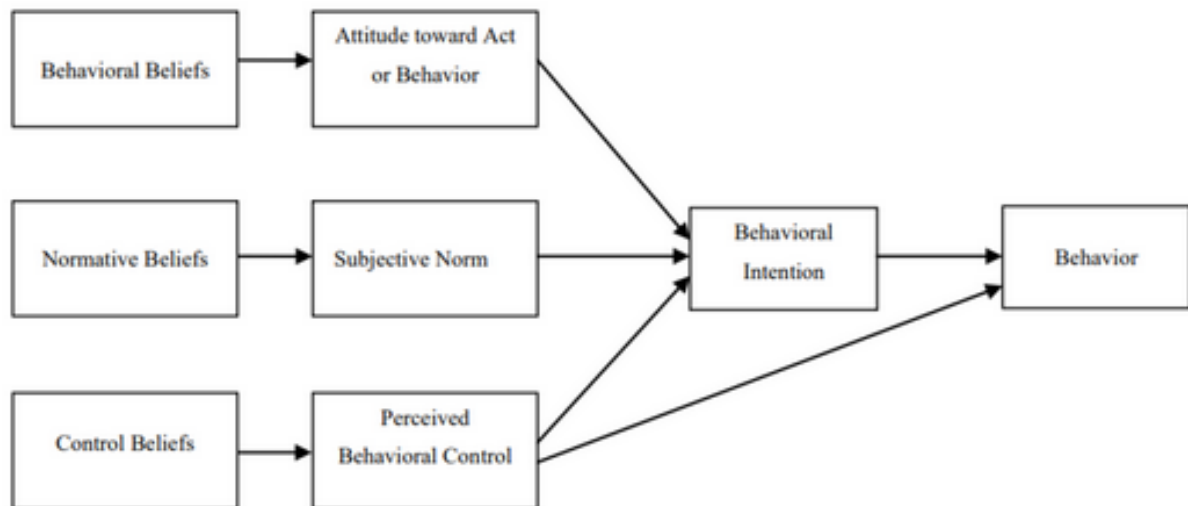 Behavioral Beliefs
Attitude toward Act
or Behavior
Normative Beliefs
Subjective Norm
Behavioral
Intention
Behavior
Control Beliefs
Perceived
Behavioral Control